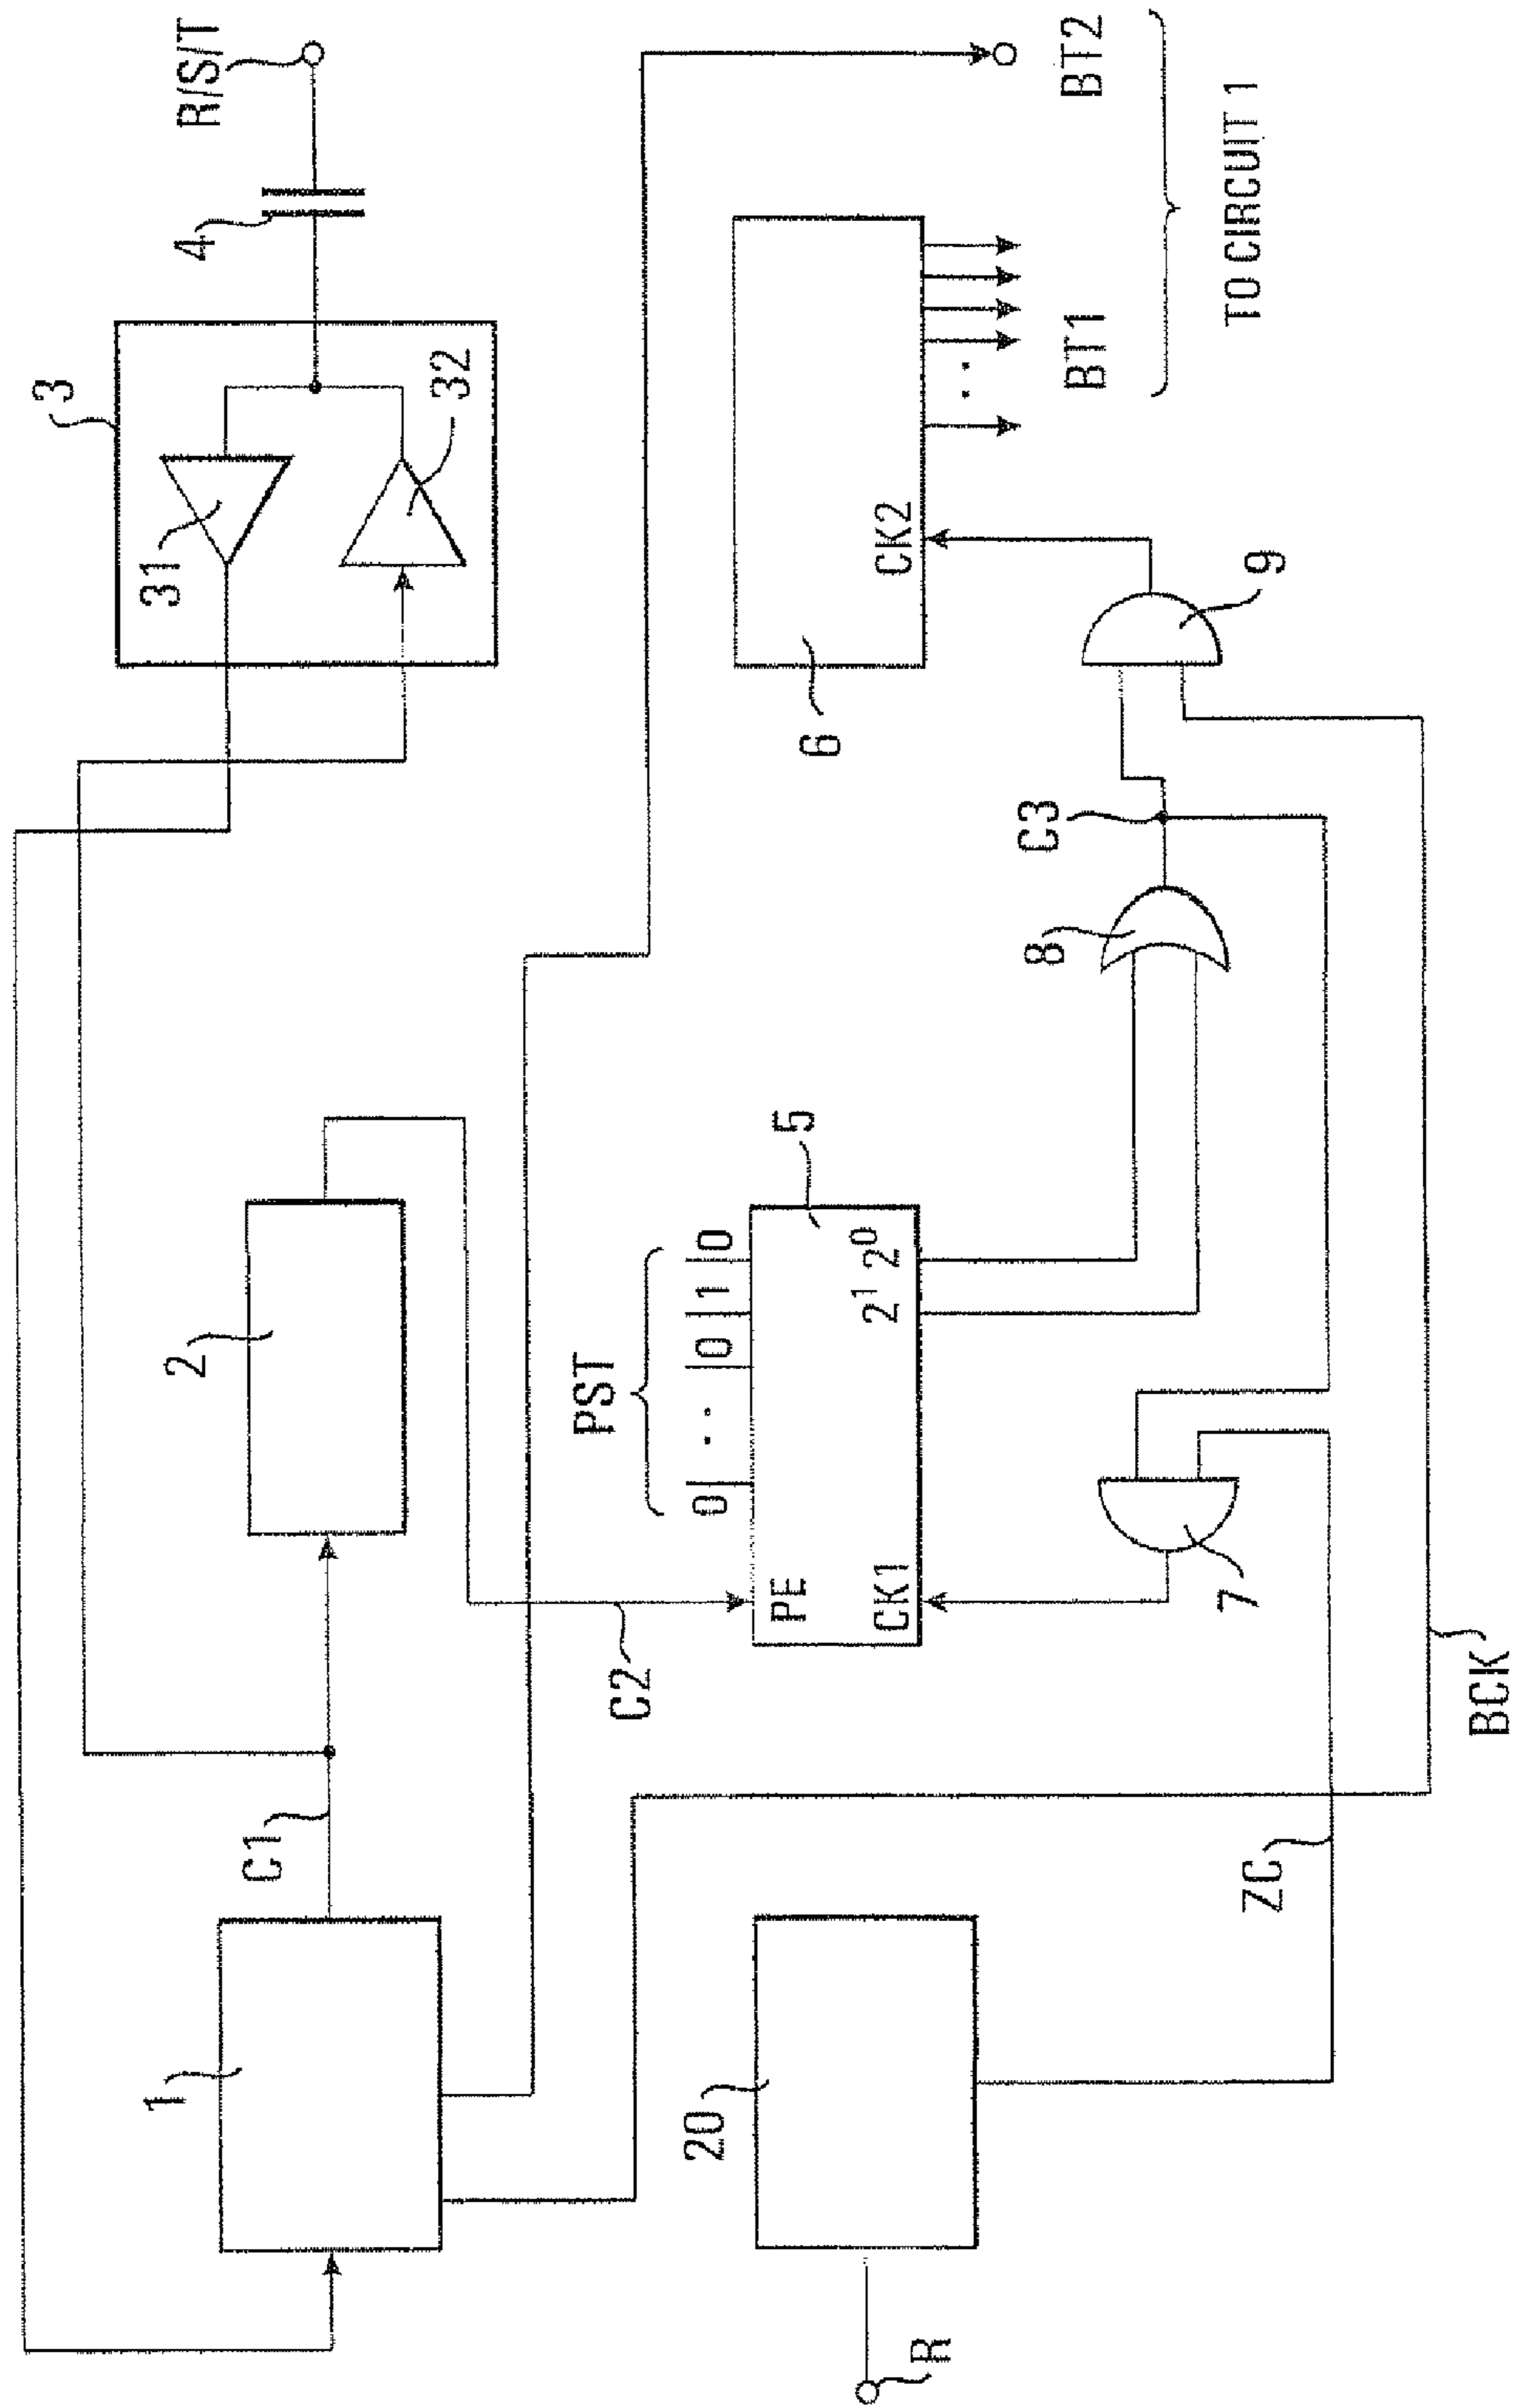 R/S/T
4
3
31
32
2
C1
1
BT2
BT1
TO CIRCUIT 1
6
CK2
9
C3
8
PST
0 . . 0 1 0
5
PE
2¹ 2⁰
CK1
C2
7
20
R
ZC
BCK